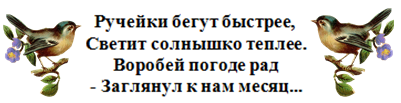 Ручейки бегут быстрее,
Светит солнышко теплее.
Воробей погоде рад
- Заглянул к нам месяц...